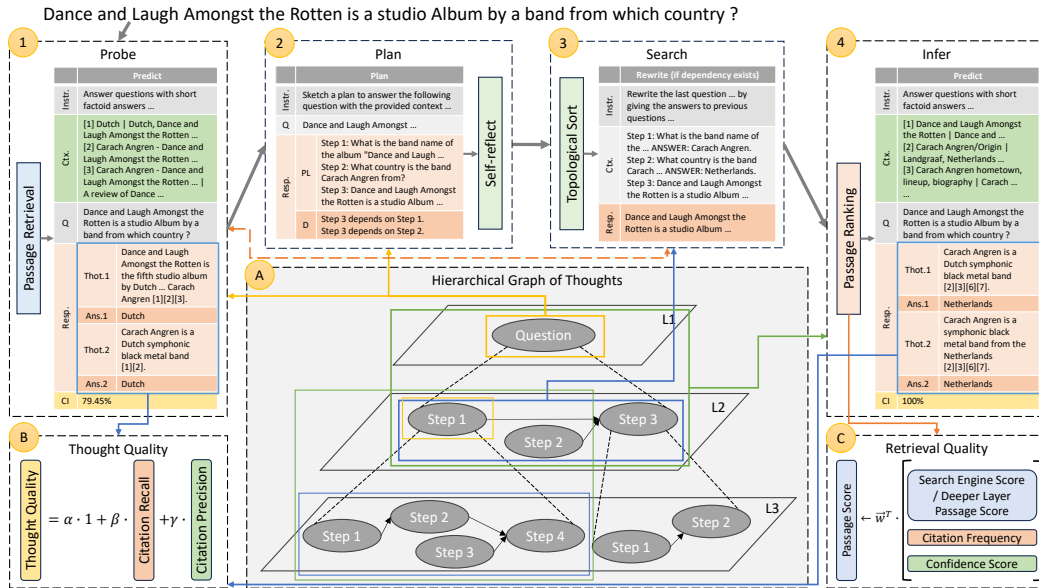 Dance and Laugh Amongst the Rotten is a studio Album by a band from which country ?
1
Probe
Passage Retrieval
Predict
Instr.
Answer questions with short
factoid answers ...
Ctx.
[1] Dutch | Dutch, Dance and
Laugh Amongst the Rotten ...
[2] Carach Angren - Dance and
Laugh Amongst the Rotten ...
[3] Carach Angren - Dance and
Laugh Amongst the Rotten ... |
A review of Dance ...
Q
Dance and Laugh Amongst the
Rotten is a studio Album by a
band from which country ?
Resp.
Thot.1
Dance and Laugh
Amongst the Rotten is
the fifth studio album
by Dutch ... Carach
Angren [1][2][3].
Ans.1
Dutch
Thot.2
Carach Angren is a
Dutch symphonic
black metal band
[1][2].
Ans.2
Dutch
CI
79.45%
2
Plan
Plan
Instr.
Sketch a plan to answer the following
question with the provided context ...
Q
Dance and Laugh Amongst ...
Resp.
PL
Step 1: What is the band name of
the album "Dance and Laugh ...
Step 2: What country is the band
Carach Angren from?
Step 3: Dance and Laugh Amongst
the Rotten is a studio Album ...
D
Step 3 depends on Step 1.
Step 3 depends on Step 2.
Self-reflect
3
Search
Topological Sort
Rewrite (if dependency exists)
Instr.
Rewrite the last question ... by
giving the answers to previous
questions ...
Ctx.
Step 1: What is the band name of
the ... ANSWER: Carach Angren.
Step 2: What country is the band
Carach ... ANSWER: Netherlands.
Step 3: Dance and Laugh Amongst
the Rotten is a studio Album ...
Resp.
Dance and Laugh Amongst the
Rotten is a studio Album ...
4
Infer
Passage Ranking
Predict
Instr.
Answer questions with short
factoid answers ...
Ctx.
[1] Dance and Laugh Amongst
the Rotten | Dance and ...
[2] Carach Angren/Origin |
Landgraf, Netherlands ...
[3] Carach Angren hometown,
lineup, biography | Carach ...
...
Q
Dance and Laugh Amongst the
Rotten is a studio Album by a
band from which country ?
Resp.
Thot.1
Carach Angren is a
Dutch symphonic
black metal band
[2][3][6][7].
Ans.1
Netherlands
Thot.2
Carach Angren is a
symphonic black
metal band from the
Netherlands
[2][3][6][7].
Ans.2
Netherlands
CI
100%
A
Hierarchical Graph of Thoughts
L1
Question
L2
Step 1
Step 2
Step 3
L3
Step 1
Step 2
Step 3
Step 4
Step 1
Step 2
B
Thought Quality
Thought Quality
= α · 1 + β ·
Citation Recall
+γ ·
Citation Precision
C
Retrieval Quality
Passage Score
← w⃗ᵀ ·
Search Engine Score
/ Deeper Layer
Passage Score
Citation Frequency
Confidence Score